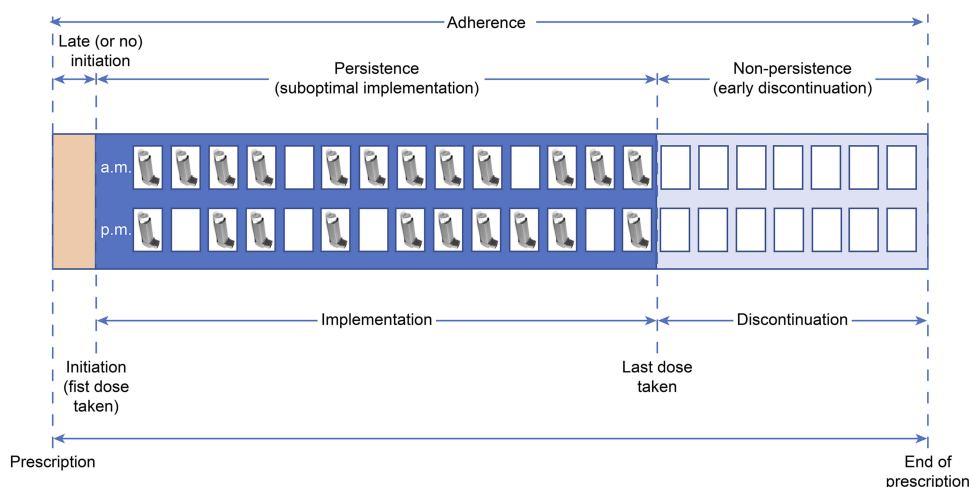 Adherence
Late (or no)
initiation
Persistence
(suboptimal implementation)
Non-persistence
(early discontinuation)
a.m.
p.m.
Implementation
Discontinuation
Initiation
(fist dose
taken)
Last dose
taken
Prescription
End of
prescription